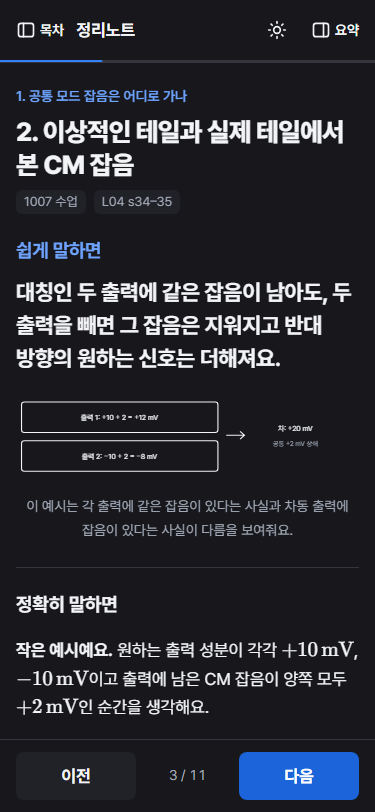 목차 정리노트 요약
1. 공통 모드 잡음은 어디로 가나
2. 이상적인 테일과 실제 테일에서
본 CM 잡음
1007 수업 L04 s34–35
쉽게 말하면
대칭인 두 출력에 같은 잡음이 남아도, 두
출력을 빼면 그 잡음은 지워지고 반대
방향의 원하는 신호는 더해져요.
출력 1: +10 + 2 = +12 mV
차: +20 mV
공통 +2 mV 상쇄
출력 2: −10 + 2 = −8 mV
이 예시는 각 출력에 같은 잡음이 있다는 사실과 차동 출력에
잡음이 있다는 사실이 다름을 보여줘요.
정확히 말하면
작은 예시예요. 원하는 출력 성분이 각각 +10 mV,
−10 mV이고 출력에 남은 CM 잡음이 양쪽 모두
+2 mV인 순간을 생각해요.
이전 3 / 11 다음